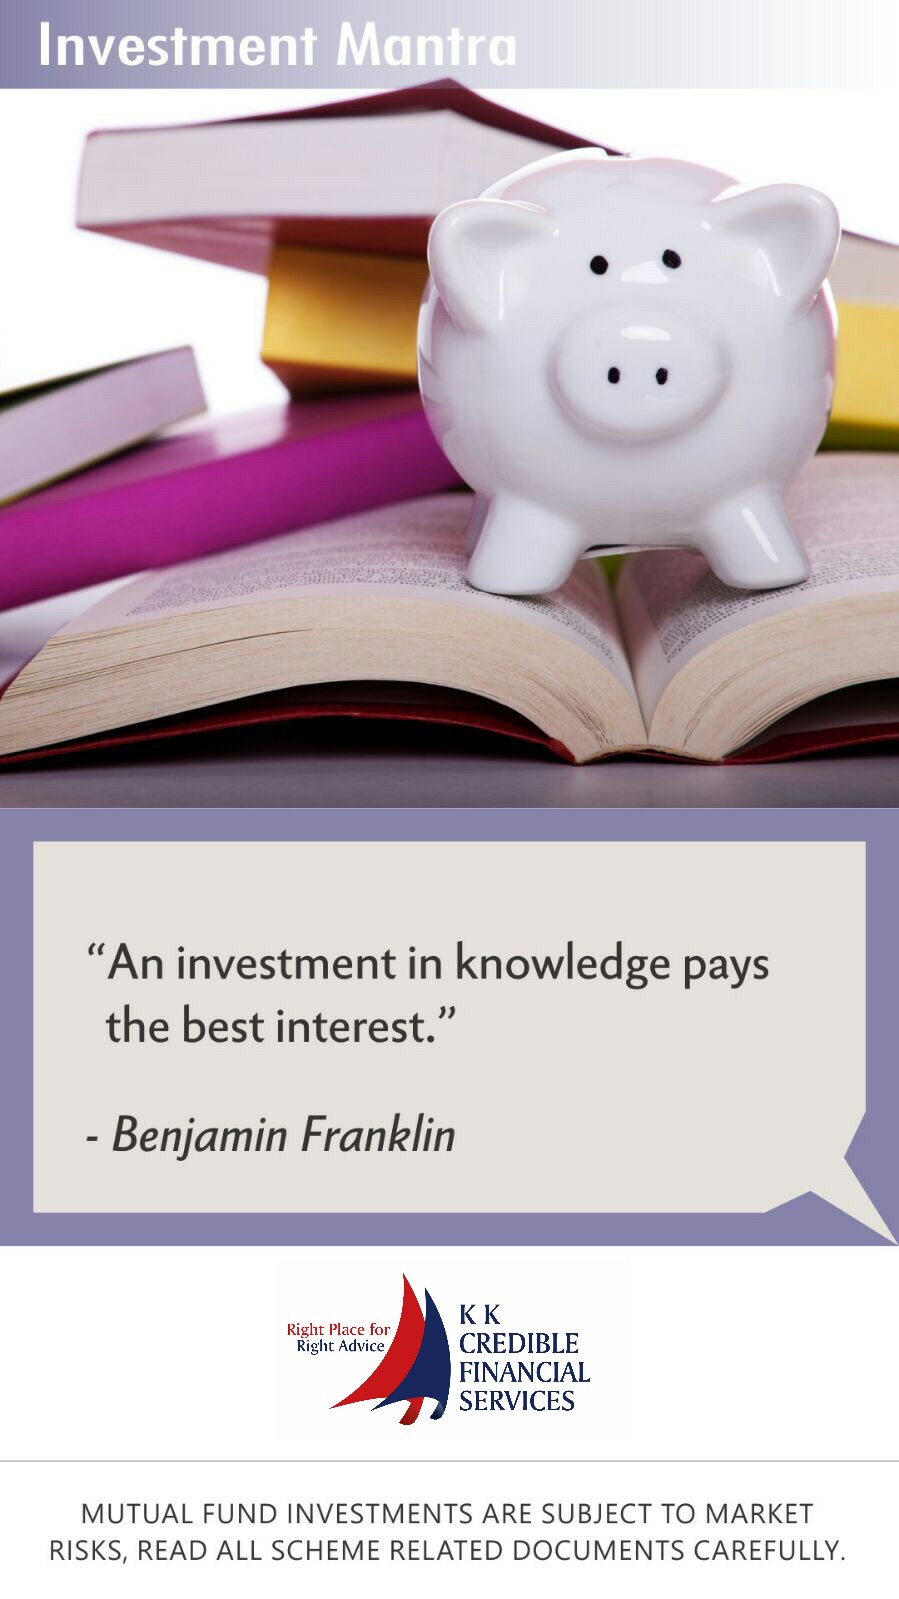 Investment Mantra
“An investment in knowledge pays
the best interest.”
- Benjamin Franklin
Right Place for
Right Advice
K K
CREDIBLE
FINANCIAL
SERVICES
MUTUAL FUND INVESTMENTS ARE SUBJECT TO MARKET
RISKS, READ ALL SCHEME RELATED DOCUMENTS CAREFULLY.